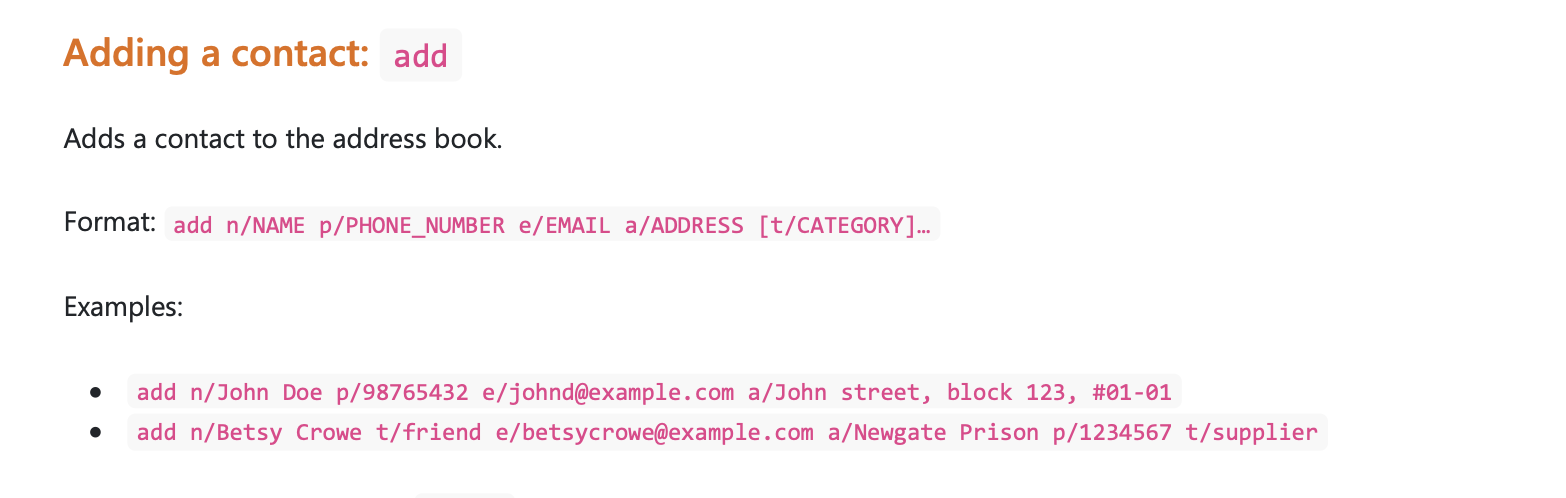 Adding a contact: add
Adds a contact to the address book.
Format: add n/NAME p/PHONE_NUMBER e/EMAIL a/ADDRESS [t/CATEGORY]…
Examples:
• add n/John Doe p/98765432 e/johnd@example.com a/John street, block 123, #01-01
• add n/Betsy Crowe t/friend e/betsycrowe@example.com a/Newgate Prison p/1234567 t/supplier